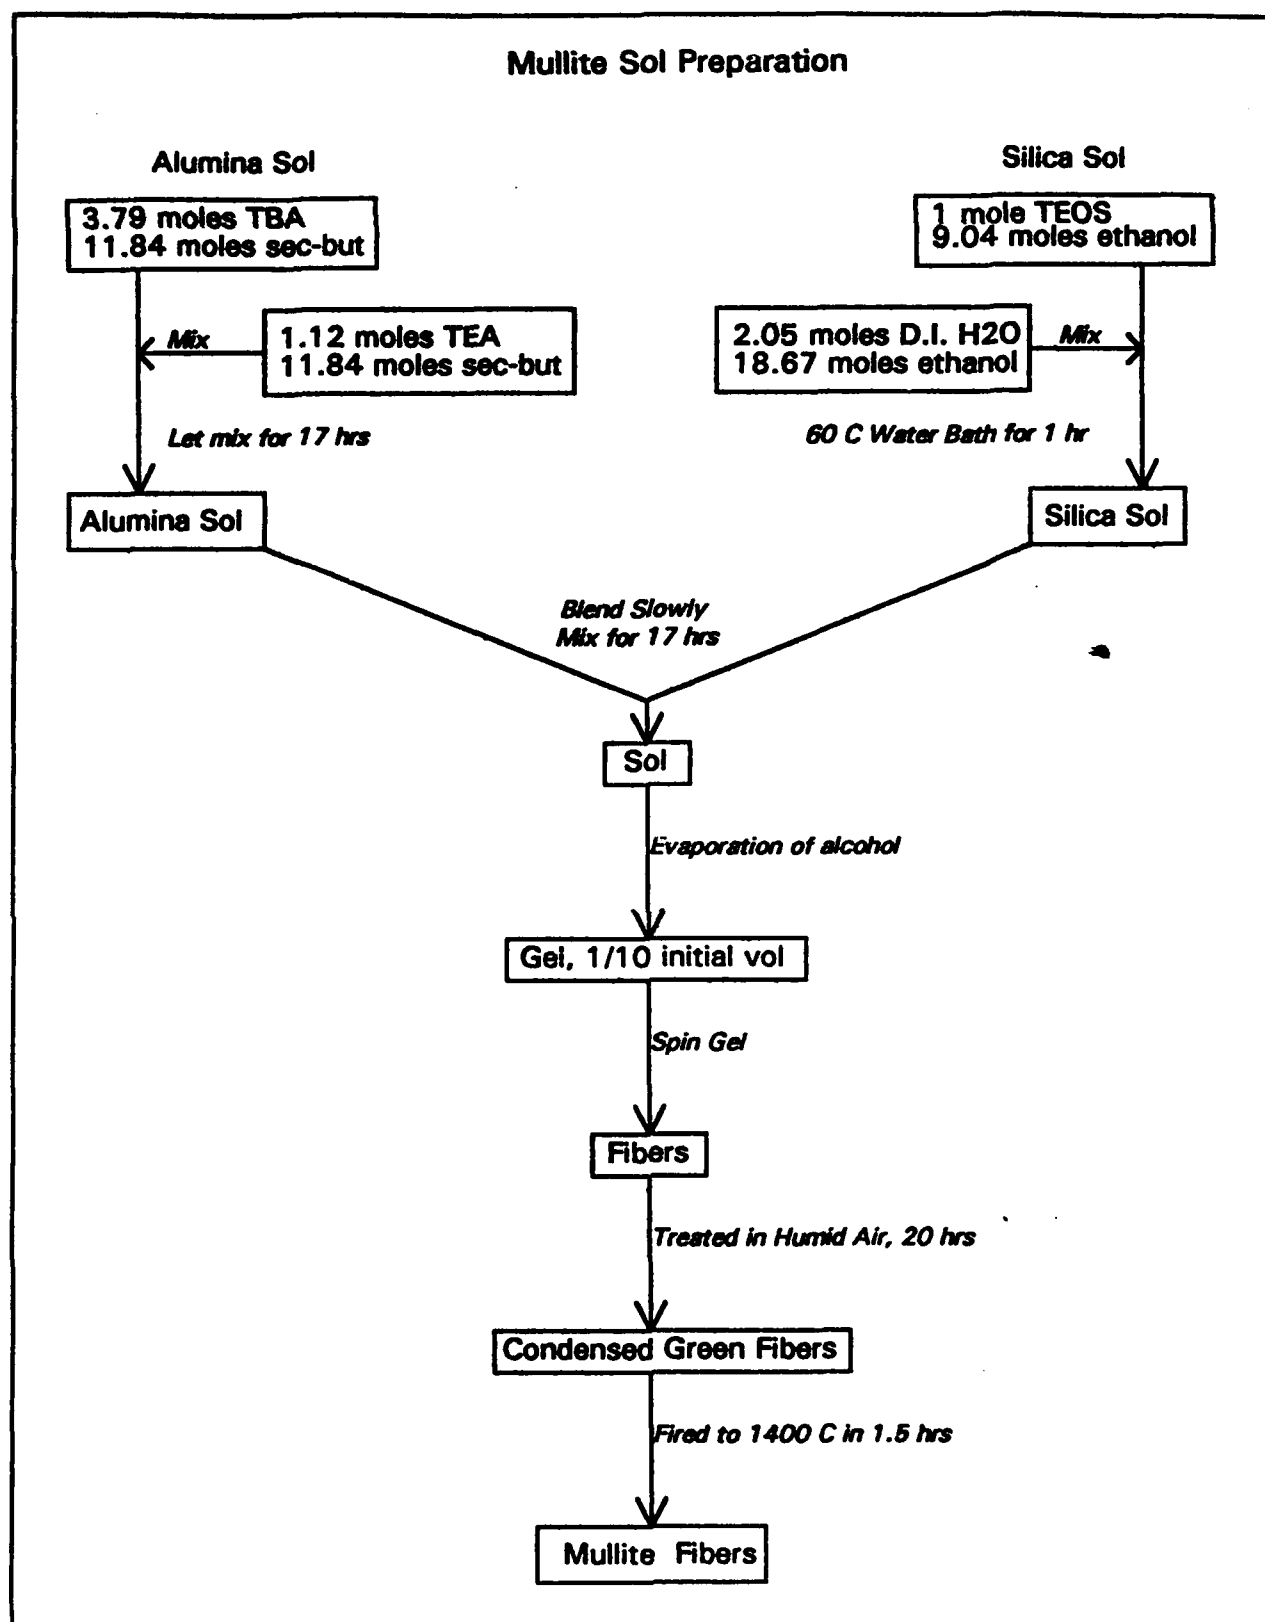 Mullite Sol Preparation
Alumina Sol
3.79 moles TBA
11.84 moles sec-but
Mix
1.12 moles TEA
11.84 moles sec-but
Let mix for 17 hrs
Alumina Sol
Silica Sol
1 mole TEOS
9.04 moles ethanol
2.05 moles D.I. H2O
18.67 moles ethanol
Mix
60 C Water Bath for 1 hr
Silica Sol
Blend Slowly
Mix for 17 hrs
Sol
Evaporation of alcohol
Gel, 1/10 initial vol
Spin Gel
Fibers
Treated in Humid Air, 20 hrs
Condensed Green Fibers
Fired to 1400 C in 1.5 hrs
Mullite Fibers